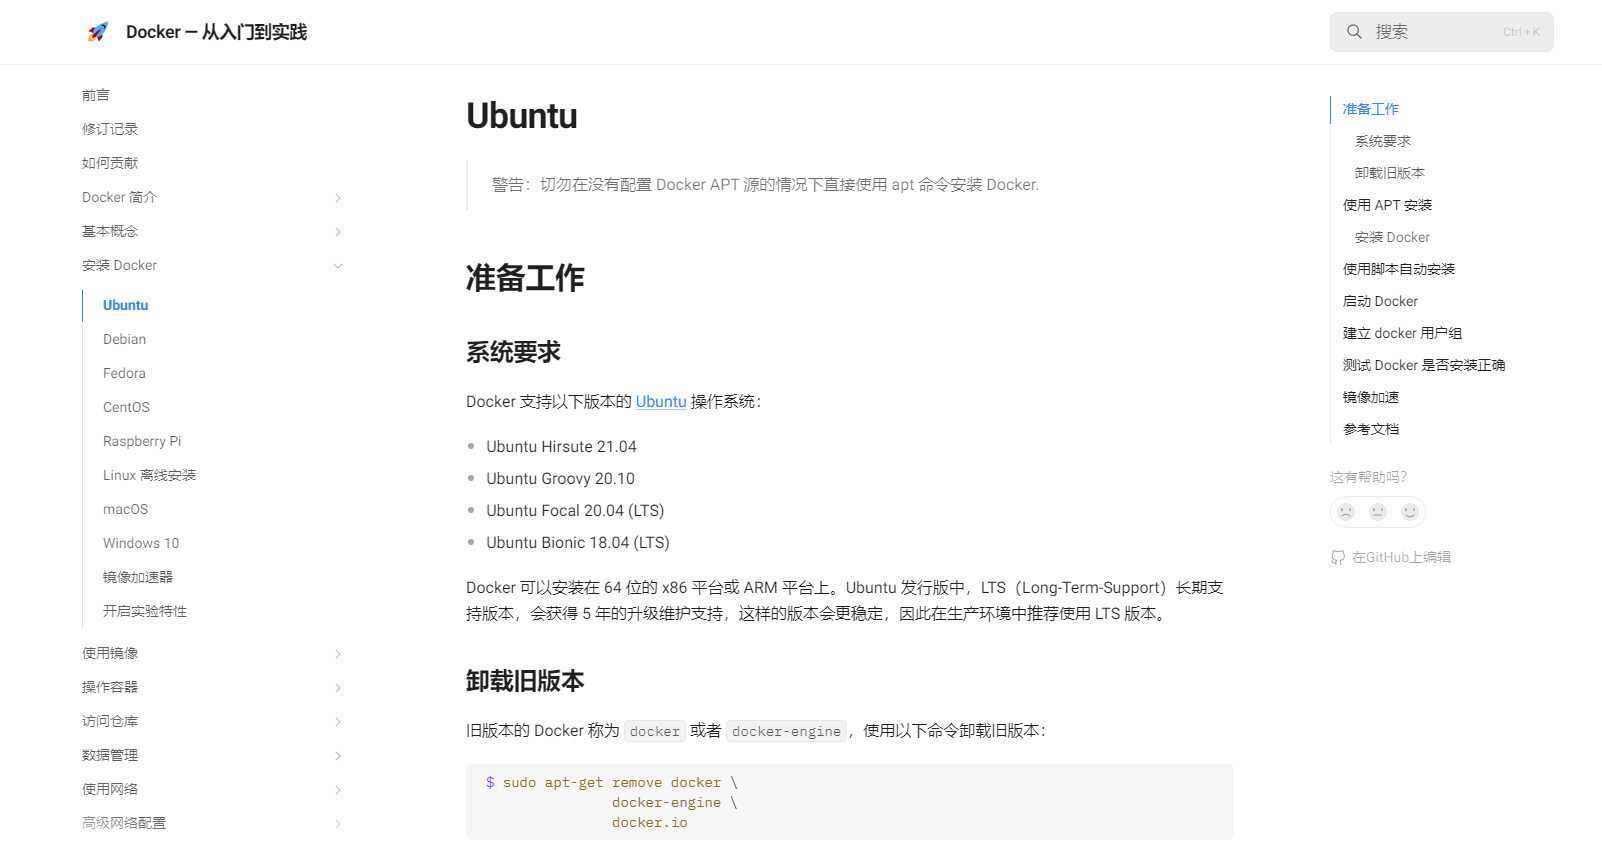 Docker — 从入门到实践
搜索
Ctrl + K
前言
修订记录
如何贡献
Docker 简介
基本概念
安装 Docker
Ubuntu
Debian
Fedora
CentOS
Raspberry Pi
Linux 离线安装
macOS
Windows 10
镜像加速器
开启实验特性
使用镜像
操作容器
访问仓库
数据管理
使用网络
高级网络配置
Ubuntu
警告：切勿在没有配置 Docker APT 源的情况下直接使用 apt 命令安装 Docker.
准备工作
系统要求
Docker 支持以下版本的 Ubuntu 操作系统：
Ubuntu Hirsute 21.04
Ubuntu Groovy 20.10
Ubuntu Focal 20.04 (LTS)
Ubuntu Bionic 18.04 (LTS)
Docker 可以安装在 64 位的 x86 平台或 ARM 平台上。Ubuntu 发行版中，LTS（Long-Term-Support）长期支
持版本，会获得 5 年的升级维护支持，这样的版本会更稳定，因此在生产环境中推荐使用 LTS 版本。
卸载旧版本
旧版本的 Docker 称为 docker 或者 docker-engine，使用以下命令卸载旧版本：
$ sudo apt-get remove docker \
docker-engine \
docker.io
准备工作
系统要求
卸载旧版本
使用 APT 安装
安装 Docker
使用脚本自动安装
启动 Docker
建立 docker 用户组
测试 Docker 是否安装正确
镜像加速
参考文档
这有帮助吗？
在GitHub上编辑